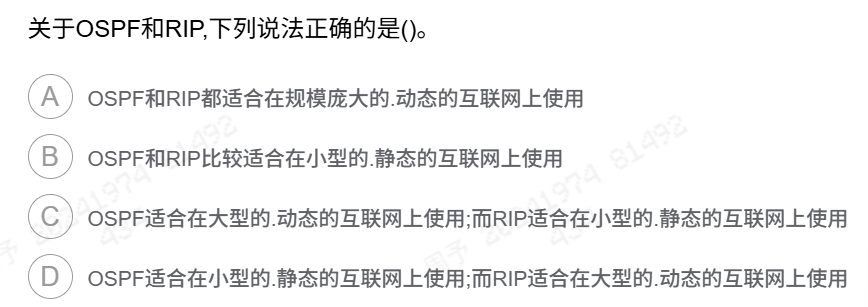 关于OSPF和RIP,下列说法正确的是()。
A OSPF和RIP都适合在规模庞大的.动态的互联网上使用
B OSPF和RIP比较适合在小型的.静态的互联网上使用
C OSPF适合在大型的.动态的互联网上使用;而RIP适合在小型的.静态的互联网上使用
D OSPF适合在小型的.静态的互联网上使用;而RIP适合在大型的.动态的互联网上使用